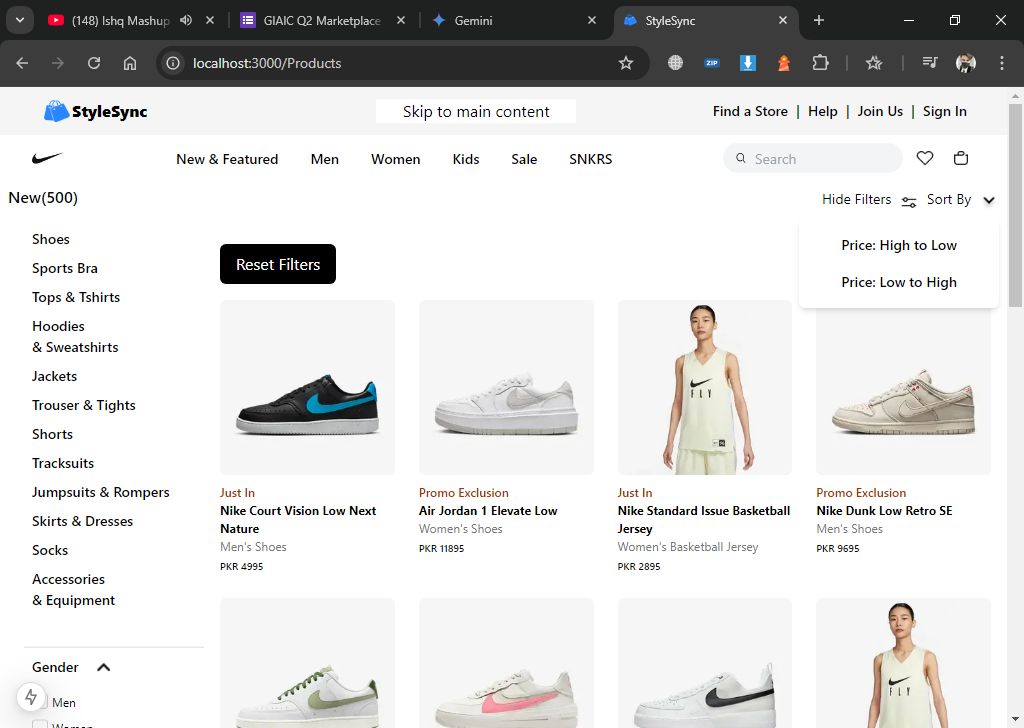 (148) Ishq Mashup
GIAIC Q2 Marketplace
Gemini
StyleSync
localhost:3000/Products
ZIP
StyleSync
Skip to main content
Find a Store | Help | Join Us | Sign In
New & Featured
Men
Women
Kids
Sale
SNKRS
Search
New(500)
Hide Filters
Sort By
Price: High to Low
Price: Low to High
Shoes
Sports Bra
Tops & Tshirts
Hoodies
& Sweatshirts
Jackets
Trouser & Tights
Shorts
Tracksuits
Jumpsuits & Rompers
Skirts & Dresses
Socks
Accessories
& Equipment
Gender
Men
Women
Reset Filters
FLY
Just In
Nike Court Vision Low Next
Nature
Men's Shoes
PKR 4995
Promo Exclusion
Air Jordan 1 Elevate Low
Women's Shoes
PKR 11895
Just In
Nike Standard Issue Basketball
Jersey
Women's Basketball Jersey
PKR 2895
Promo Exclusion
Nike Dunk Low Retro SE
Men's Shoes
PKR 9695
FLY